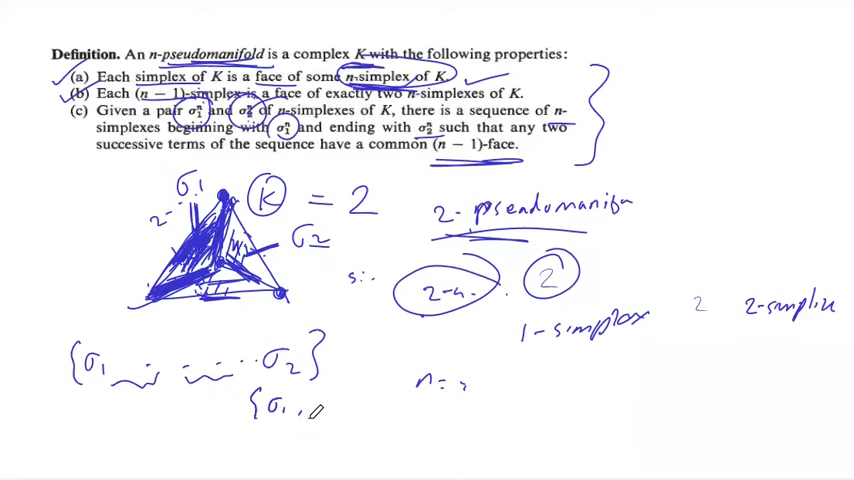 Definition. An n-pseudomanifold is a complex K with the following properties:
(a) Each simplex of K is a face of some n-simplex of K.
(b) Each (n − 1)-simplex is a face of exactly two n-simplexes of K.
(c) Given a pair σ₁ⁿ and σ₂ⁿ of n-simplexes of K, there is a sequence of n-
simplexes beginning with σ₁ⁿ and ending with σ₂ⁿ such that any two
successive terms of the sequence have a common (n − 1)-face.
σ1 K = 2
2-
2-pseudomanifo
σ2
2-s. 2
1-simplex 2 2-simplix
{σ1 ... σ2}
n=
{σ1 ,